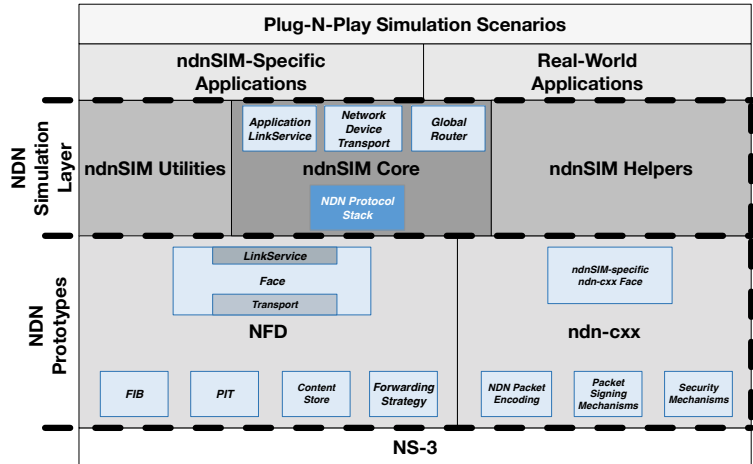 Plug-N-Play Simulation Scenarios
ndnSIM-Specific
Applications
Real-World
Applications
NDN
Simulation
Layer
Application
LinkService
Network
Device
Transport
Global
Router
ndnSIM Utilities
ndnSIM Core
ndnSIM Helpers
NDN Protocol
Stack
NDN
Prototypes
LinkService
Face
Transport
NFD
ndnSIM-specific
ndn-cxx Face
ndn-cxx
FIB
PIT
Content
Store
Forwarding
Strategy
NDN Packet
Encoding
Packet
Signing
Mechanisms
Security
Mechanisms
NS-3